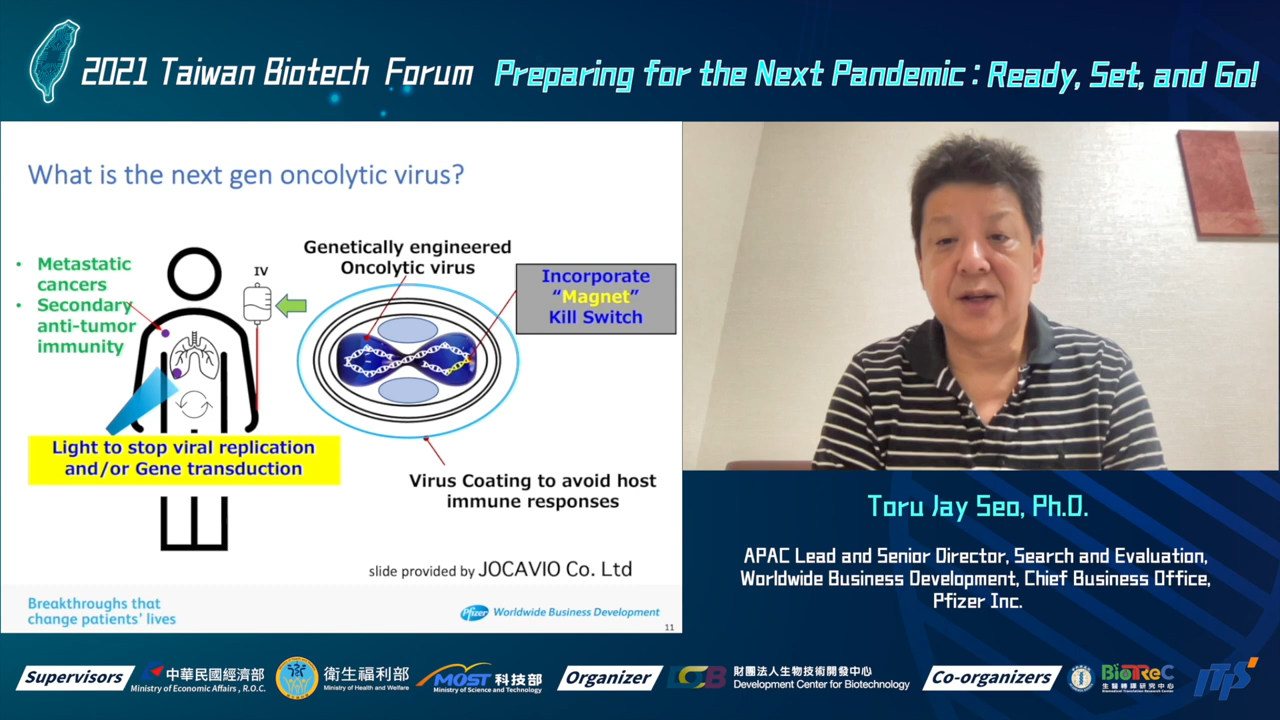 2021 Taiwan Biotech Forum Preparing for the Next Pandemic : Ready, Set, and Go!
What is the next gen oncolytic virus?
• Metastatic
cancers
• Secondary
anti-tumor
immunity
IV
Genetically engineered
Oncolytic virus
Incorporate
“Magnet”
Kill Switch
Light to stop viral replication
and/or Gene transduction
Virus Coating to avoid host
immune responses
slide provided by JOCAVIO Co. Ltd
Breakthroughs that
change patients’ lives
Pfizer Worldwide Business Development
11
Toru Jay Seo, Ph.D.
APAC Lead and Senior Director, Search and Evaluation,
Worldwide Business Development, Chief Business Office,
Pfizer Inc.
Supervisors
中華民國經濟部
Ministry of Economic Affairs , R.O.C.
衛生福利部
Ministry of Health and Welfare
MOST 科技部
Ministry of Science and Technology
Organizer
DCB
財團法人生物技術開發中心
Development Center for Biotechnology
Co-organizers
BioTReC
生醫轉譯研究中心
Biomedical Translation Research Center
ITIS